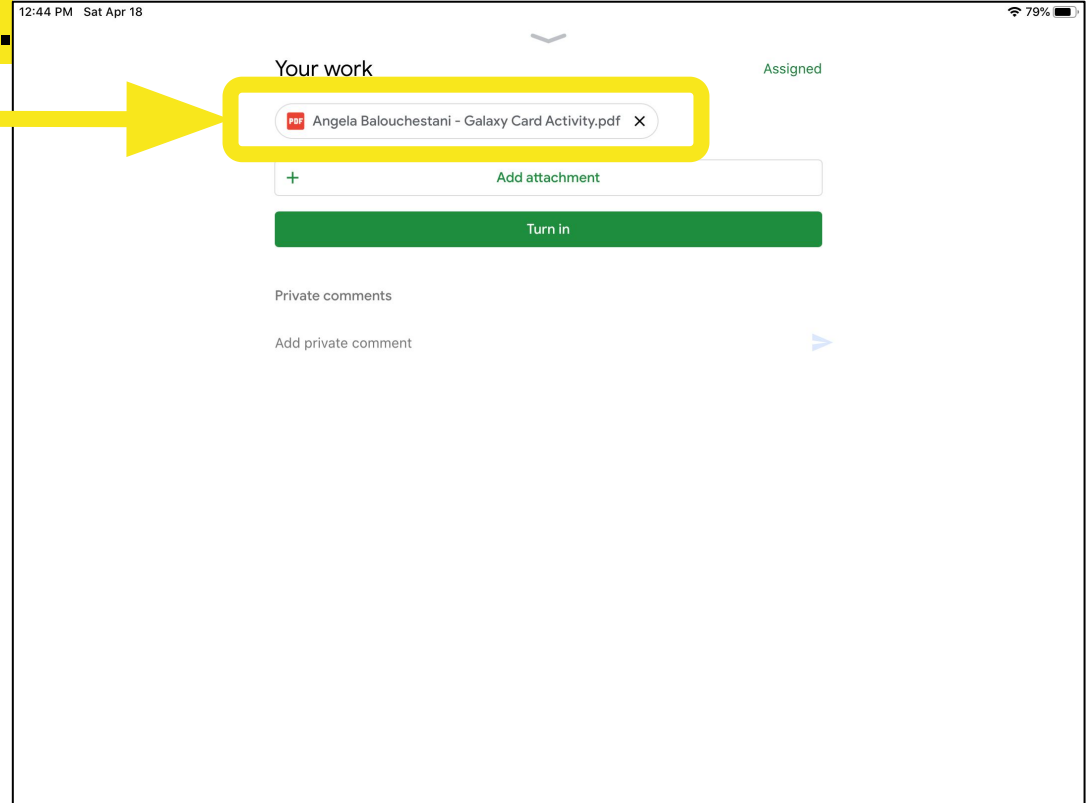 12:44 PM Sat Apr 18 79%
Your work Assigned
PDF Angela Balouchestani - Galaxy Card Activity.pdf ×
+ Add attachment
Turn in
Private comments
Add private comment